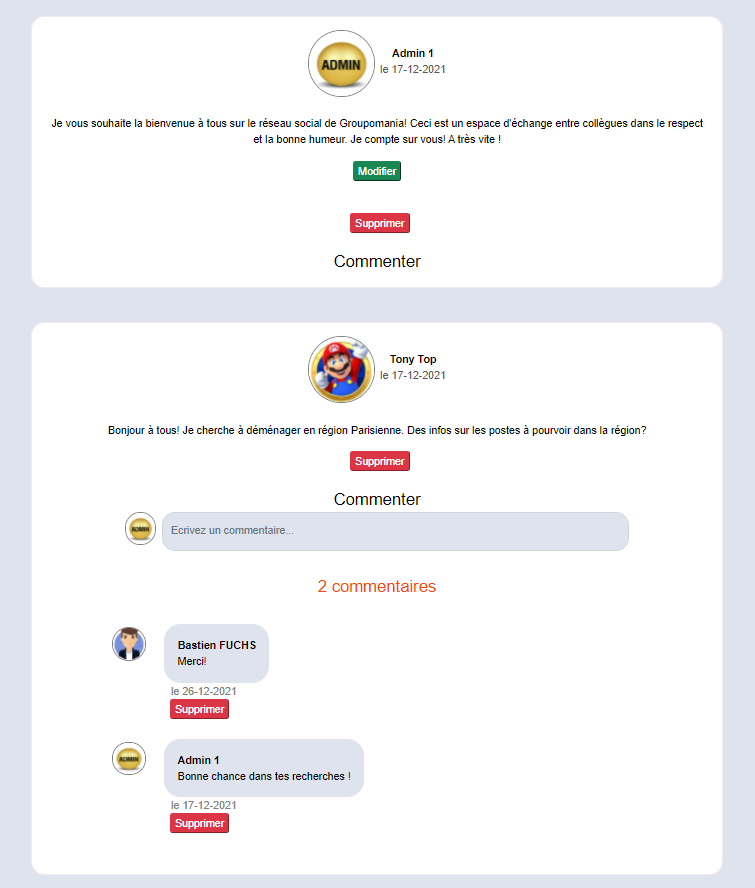 ADMIN
Admin 1
le 17-12-2021
Je vous souhaite la bienvenue à tous sur le réseau social de Groupomania! Ceci est un espace d'échange entre collègues dans le respect
et la bonne humeur. Je compte sur vous! A très vite !
Modifier
Supprimer
Commenter
Tony Top
le 17-12-2021
Bonjour à tous! Je cherche à déménager en région Parisienne. Des infos sur les postes à pourvoir dans la région?
Supprimer
Commenter
ADMIN
Ecrivez un commentaire...
2 commentaires
Bastien FUCHS
Merci!
le 26-12-2021
Supprimer
ADMIN
Admin 1
Bonne chance dans tes recherches !
le 17-12-2021
Supprimer